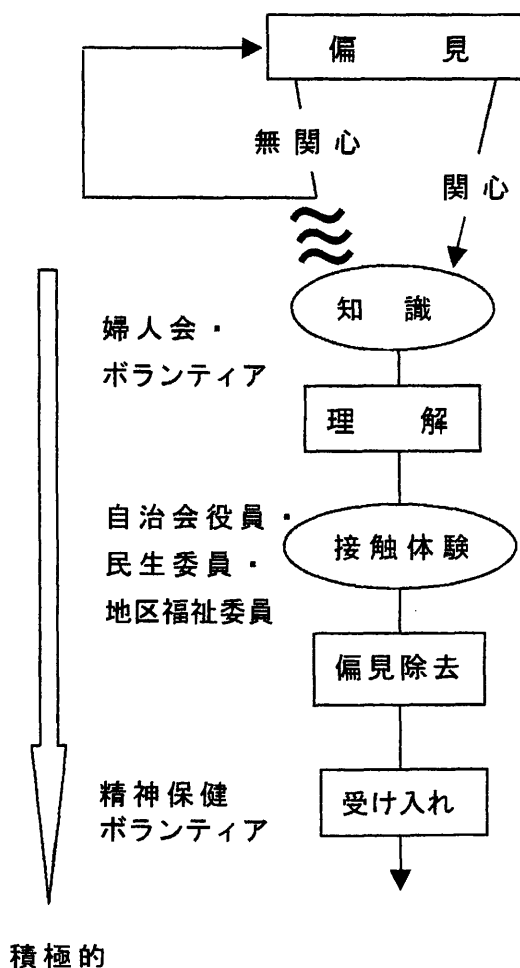 偏見
無関心
関心
知識
婦人会・
ボランティア
理解
自治会役員・
民生委員・
地区福祉委員
接触体験
偏見除去
精神保健
ボランティア
受け入れ
積極的